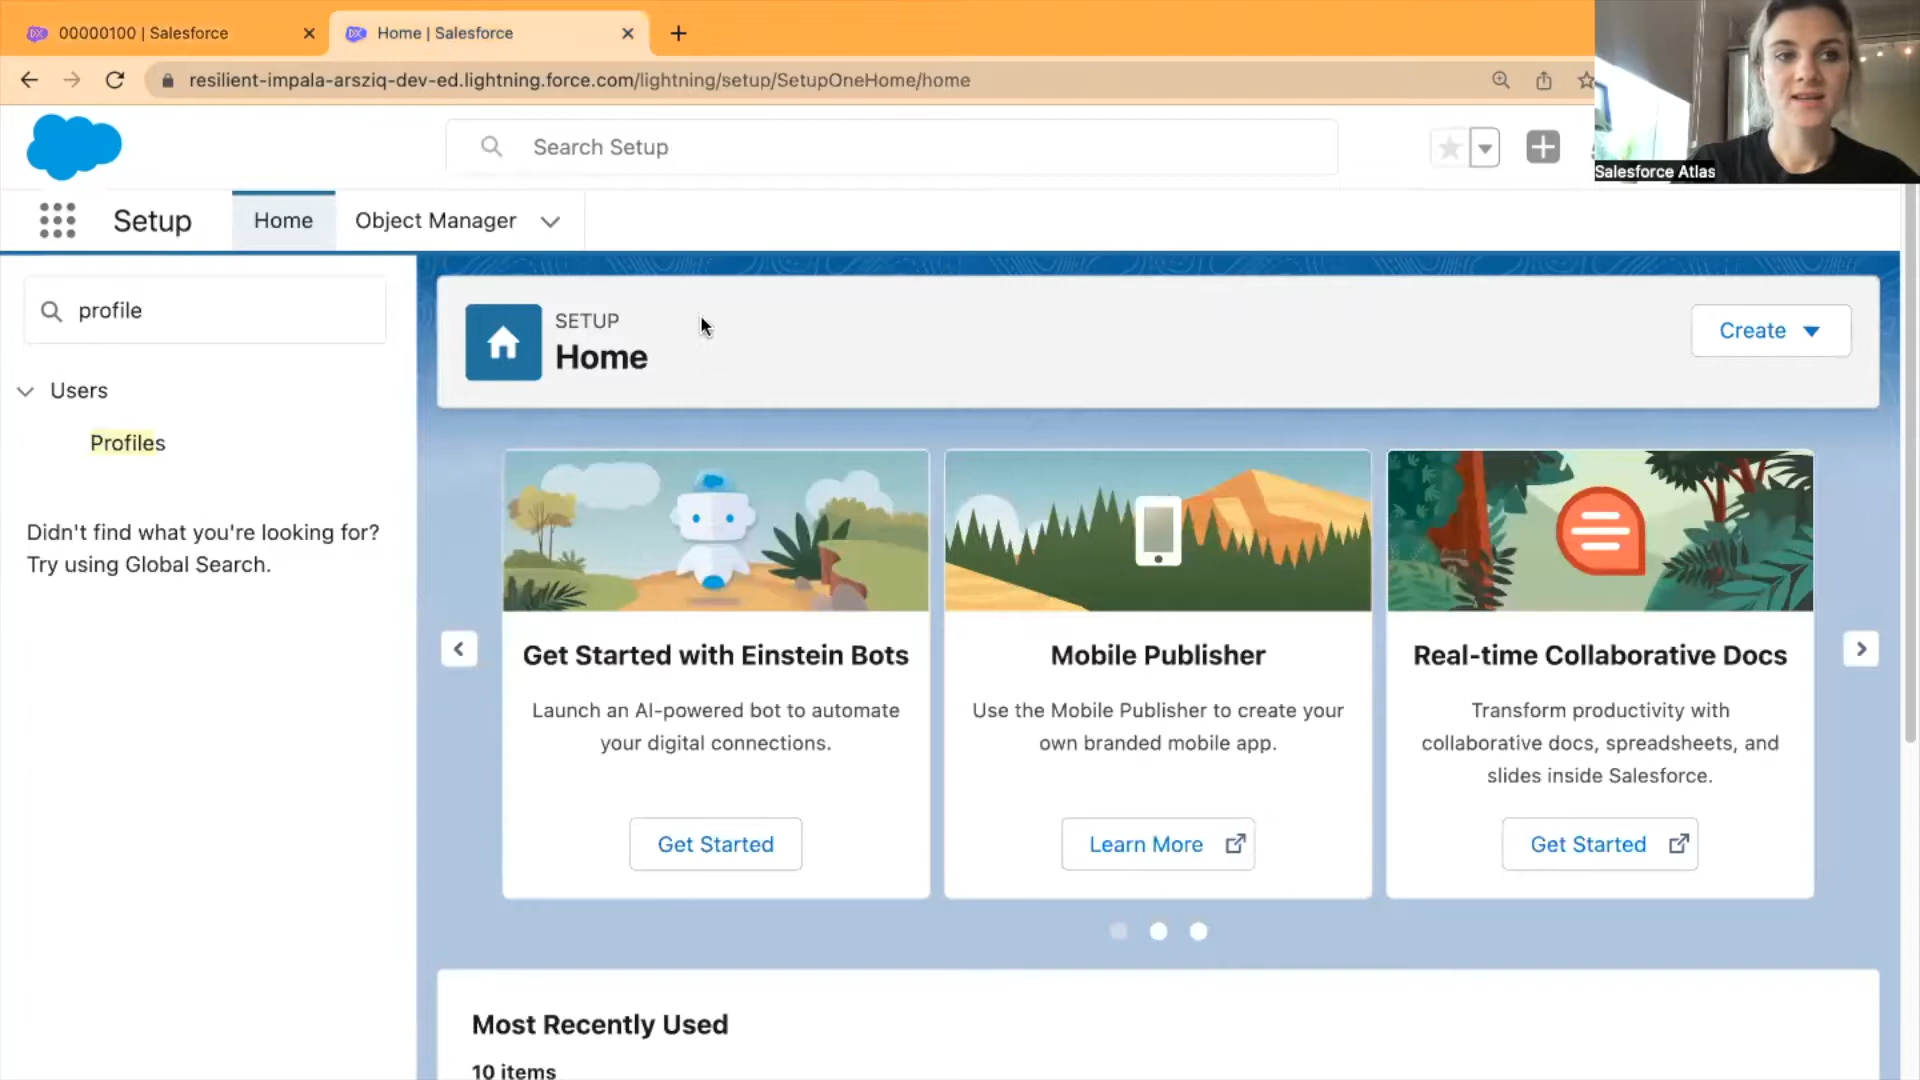 00000100 | Salesforce
Home | Salesforce
resilient-impala-arsziq-dev-ed.lightning.force.com/lightning/setup/SetupOneHome/home
Search Setup
Salesforce Atlas
Setup
Home
Object Manager
profile
Users
Profiles
Didn't find what you're looking for?
Try using Global Search.
SETUP
Home
Create
Get Started with Einstein Bots
Launch an AI-powered bot to automate
your digital connections.
Get Started
Mobile Publisher
Use the Mobile Publisher to create your
own branded mobile app.
Learn More
Real-time Collaborative Docs
Transform productivity with
collaborative docs, spreadsheets, and
slides inside Salesforce.
Get Started
Most Recently Used
10 items